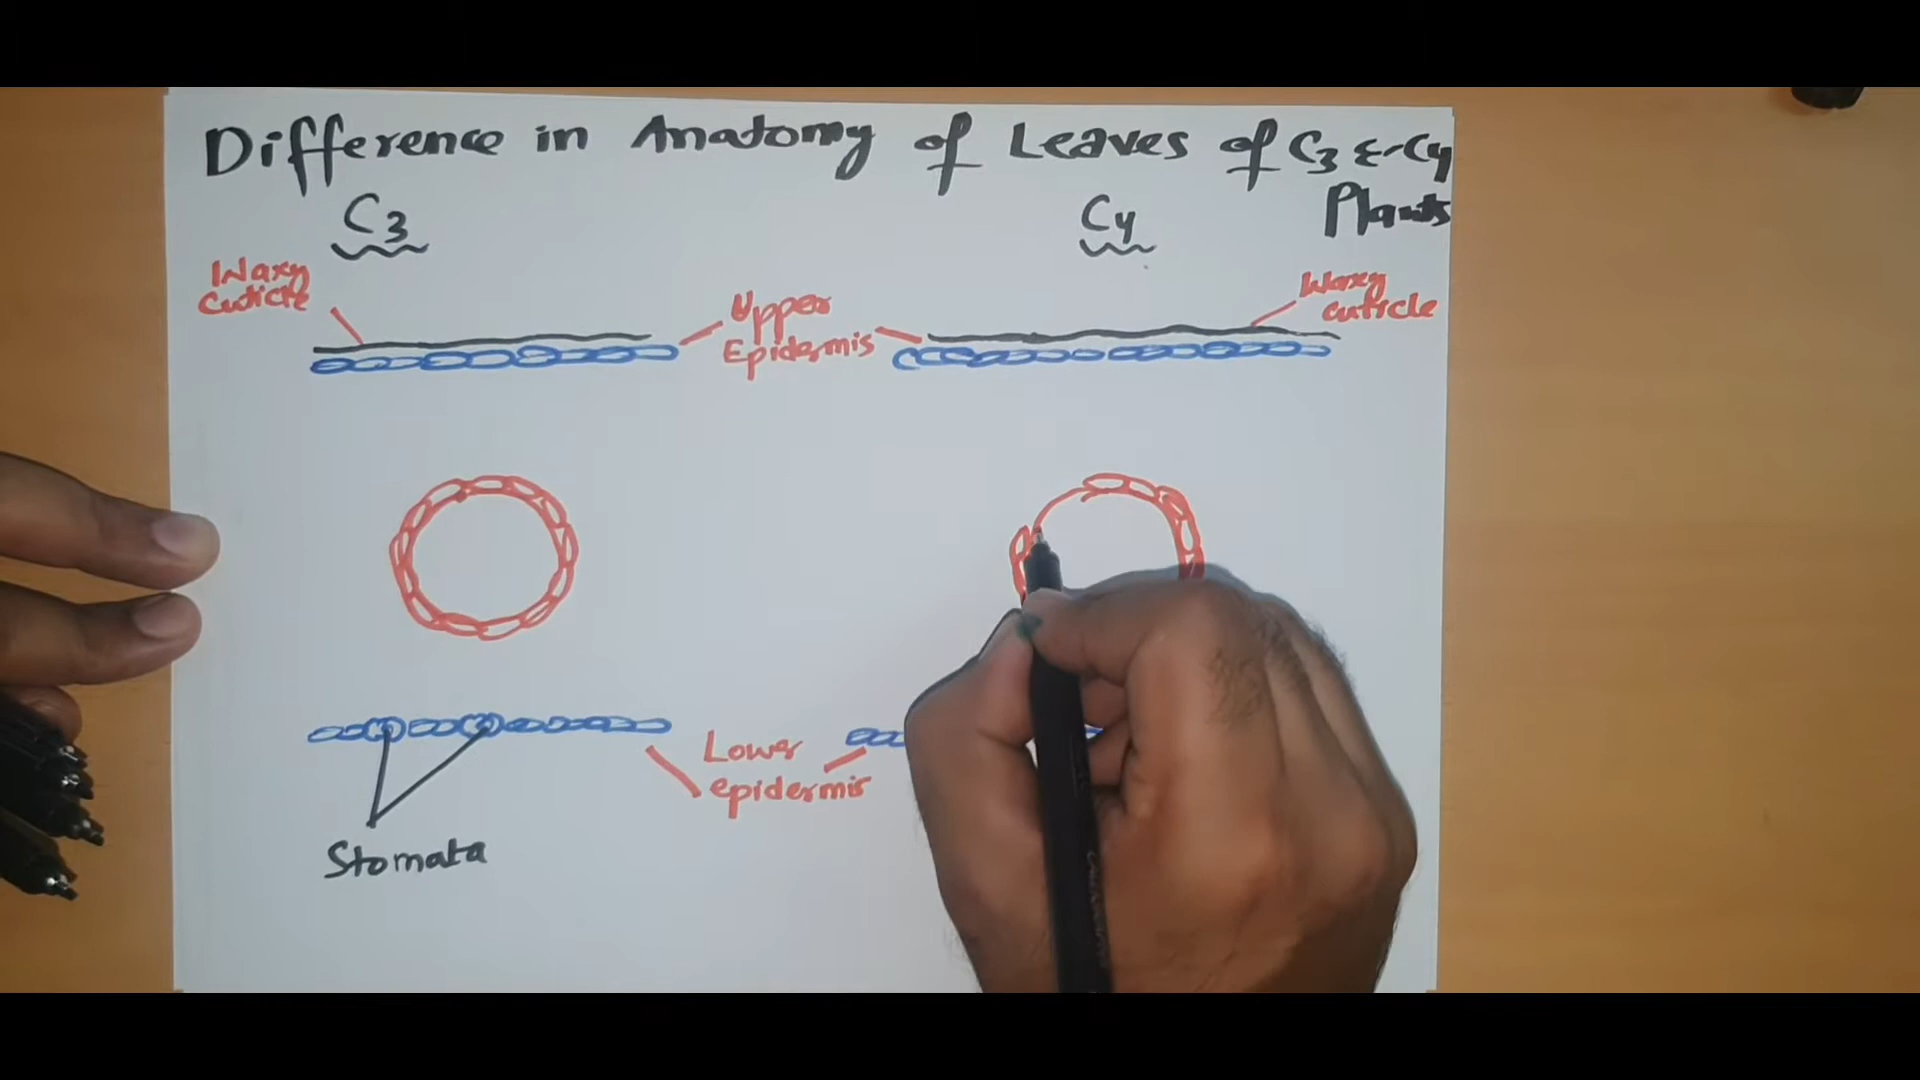 Difference in Anatomy of Leaves of C3 & C4
Plants
C3
C4
Waxy
Cuticle
Upper
Epidermis
Waxy
cuticle
Lower
epidermis
Stomata